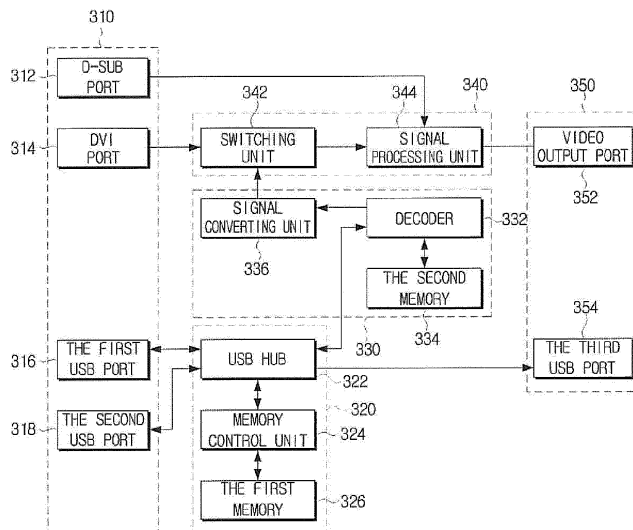 310
312
D-SUB
PORT
342
344
340
350
314
DVI
PORT
SWITCHING
UNIT
SIGNAL
PROCESSING UNIT
VIDEO
OUTPUT PORT
352
SIGNAL
CONVERTING UNIT
336
DECODER
332
THE SECOND
MEMORY
334
330
354
316
THE FIRST
USB PORT
USB HUB
322
THE THIRD
USB PORT
320
318
THE SECOND
USB PORT
MEMORY
CONTROL UNIT
324
THE FIRST
MEMORY
326